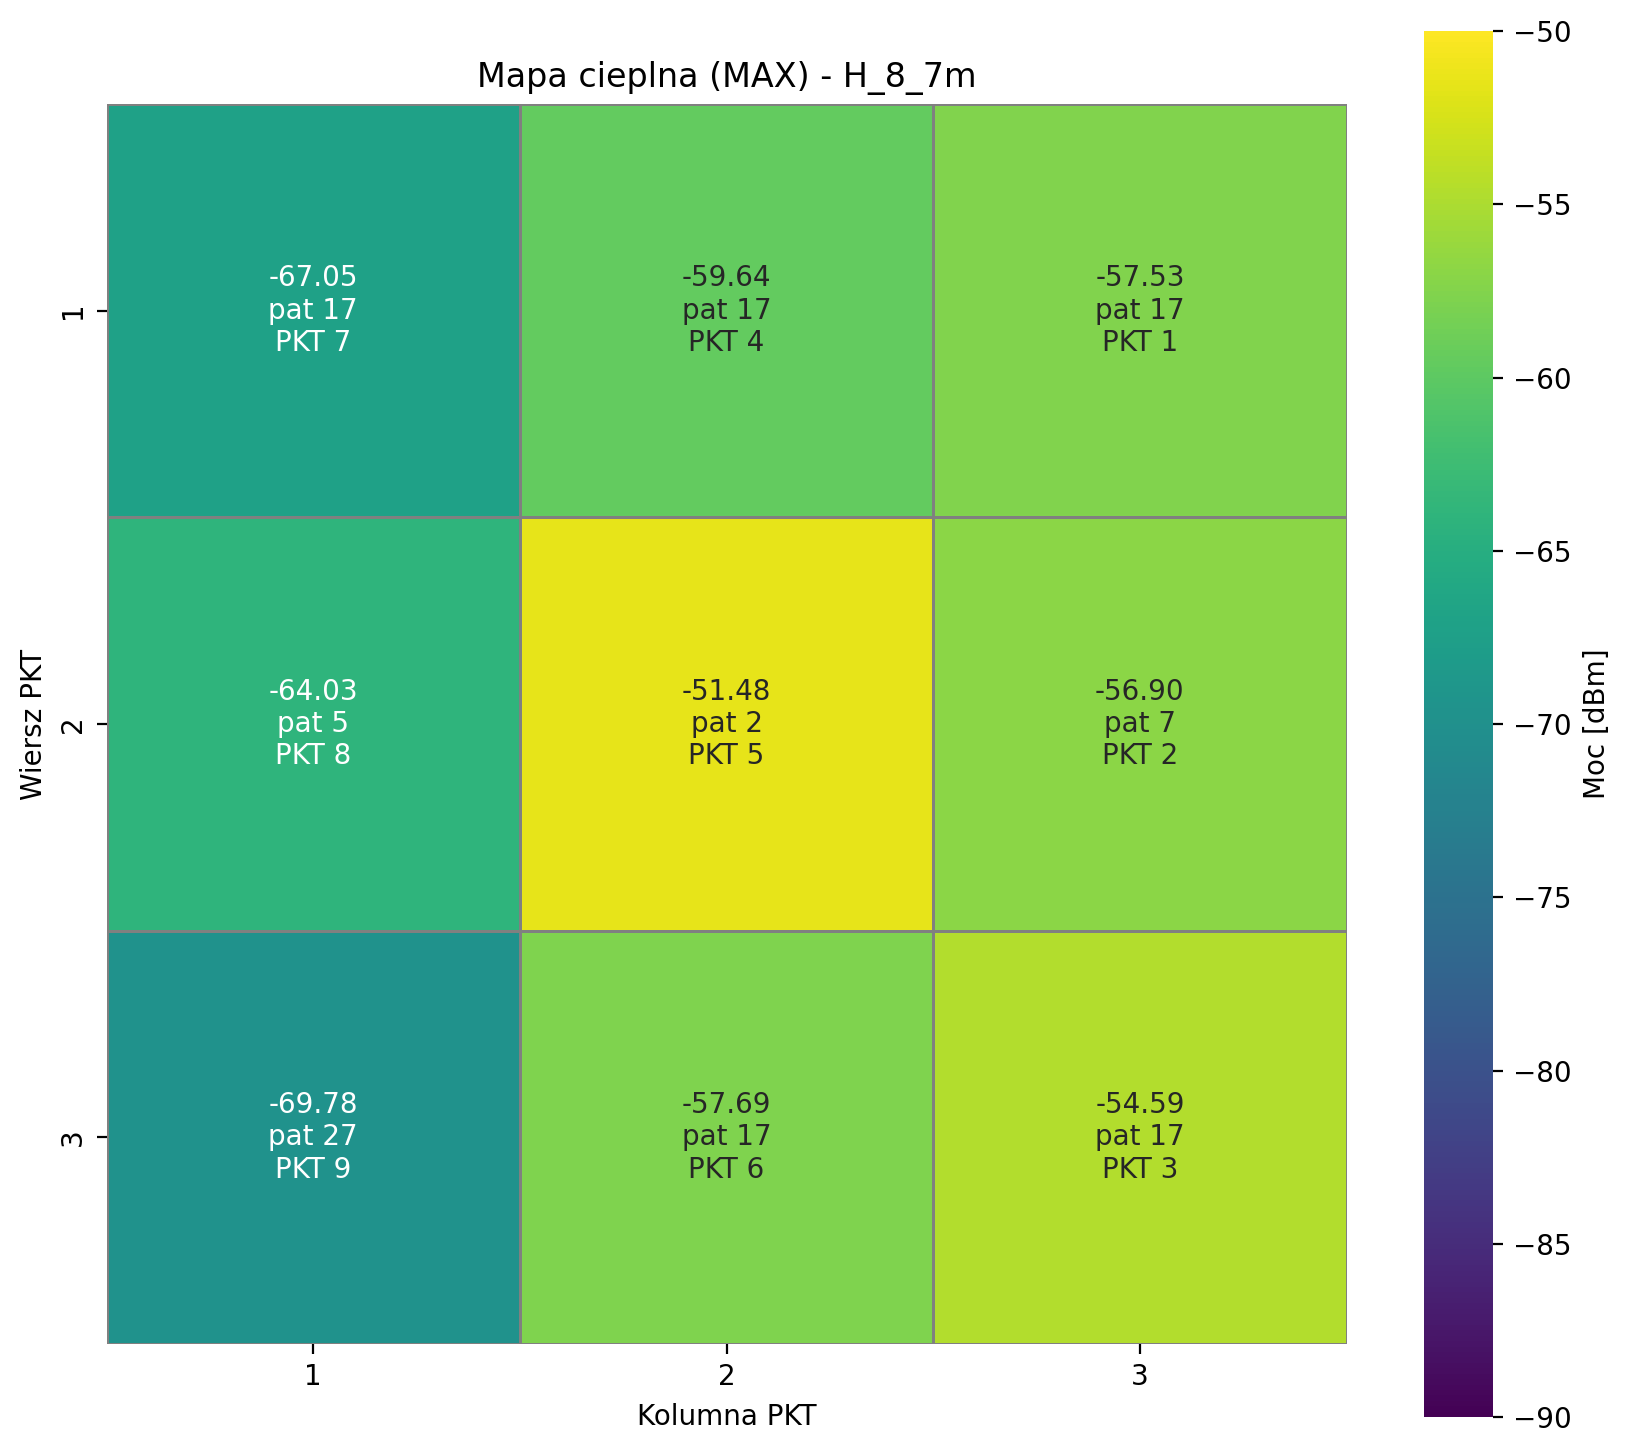 Mapa cieplna (MAX) - H_8_7m
-67.05
pat 17
PKT 7
-59.64
pat 17
PKT 4
-57.53
pat 17
PKT 1
-64.03
pat 5
PKT 8
-51.48
pat 2
PKT 5
-56.90
pat 7
PKT 2
-69.78
pat 27
PKT 9
-57.69
pat 17
PKT 6
-54.59
pat 17
PKT 3
1
2
3
Wiersz PKT
1
2
3
Kolumna PKT
−50
−55
−60
−65
−70
−75
−80
−85
−90
Moc [dBm]